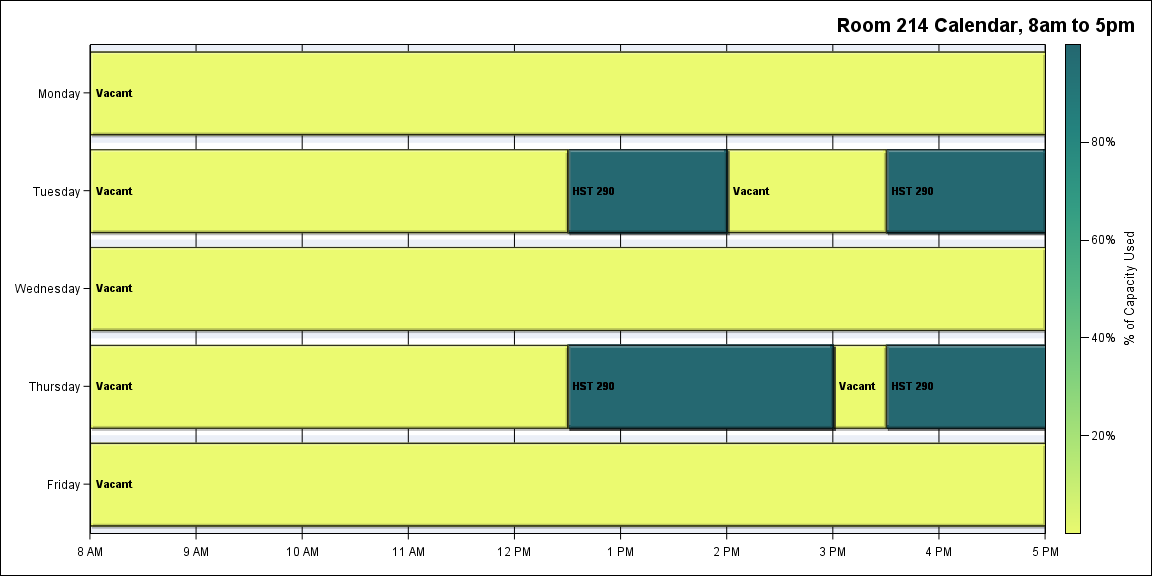 Room 214 Calendar, 8am to 5pm
Monday
Vacant
Tuesday
Vacant
HST 290
Vacant
HST 290
Wednesday
Vacant
Thursday
Vacant
HST 290
Vacant
HST 290
Friday
Vacant
8 AM 9 AM 10 AM 11 AM 12 PM 1 PM 2 PM 3 PM 4 PM 5 PM
80%
60%
40%
20%
% of Capacity Used